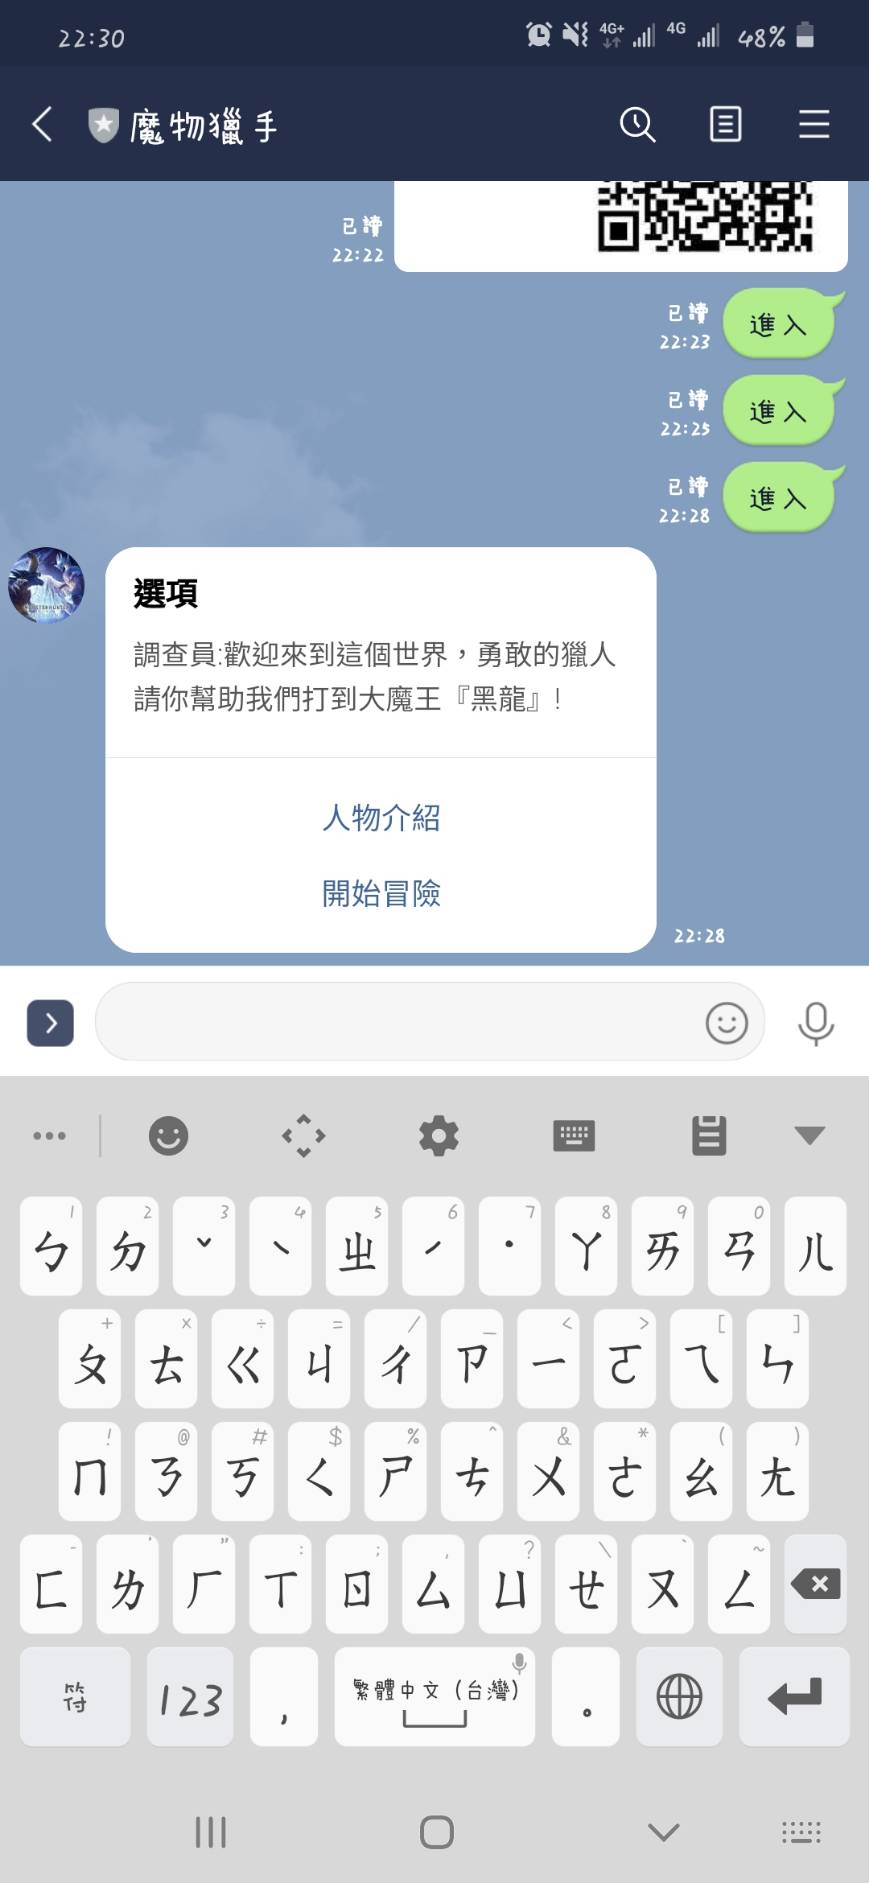 22:30
4G+
4G
48%
魔物獵手
已讀
22:22
已讀
22:23
進入
已讀
22:25
進入
已讀
22:28
進入
選項
調查員:歡迎來到這個世界，勇敢的獵人
請你幫助我們打到大魔王『黑龍』!
人物介紹
開始冒險
22:28
1 2 3 4 5 6 7 8 9 0
ㄅ ㄉ ˇ ˋ ㄓ ˊ ˙ ㄚ ㄞ ㄢ ㄦ
+ × ÷ = / _ < > [ ]
ㄆ ㄊ ㄍ ㄐ ㄔ ㄗ ㄧ ㄛ ㄟ ㄣ
! @ # $ % ^ & * ( )
ㄇ ㄋ ㄎ ㄑ ㄕ ㄘ ㄨ ㄜ ㄠ ㄤ
- ' " : ; , ? \ ` ~
ㄈ ㄌ ㄏ ㄒ ㄖ ㄙ ㄩ ㄝ ㄡ ㄥ
符 123 , 繁體中文 (台灣) 。